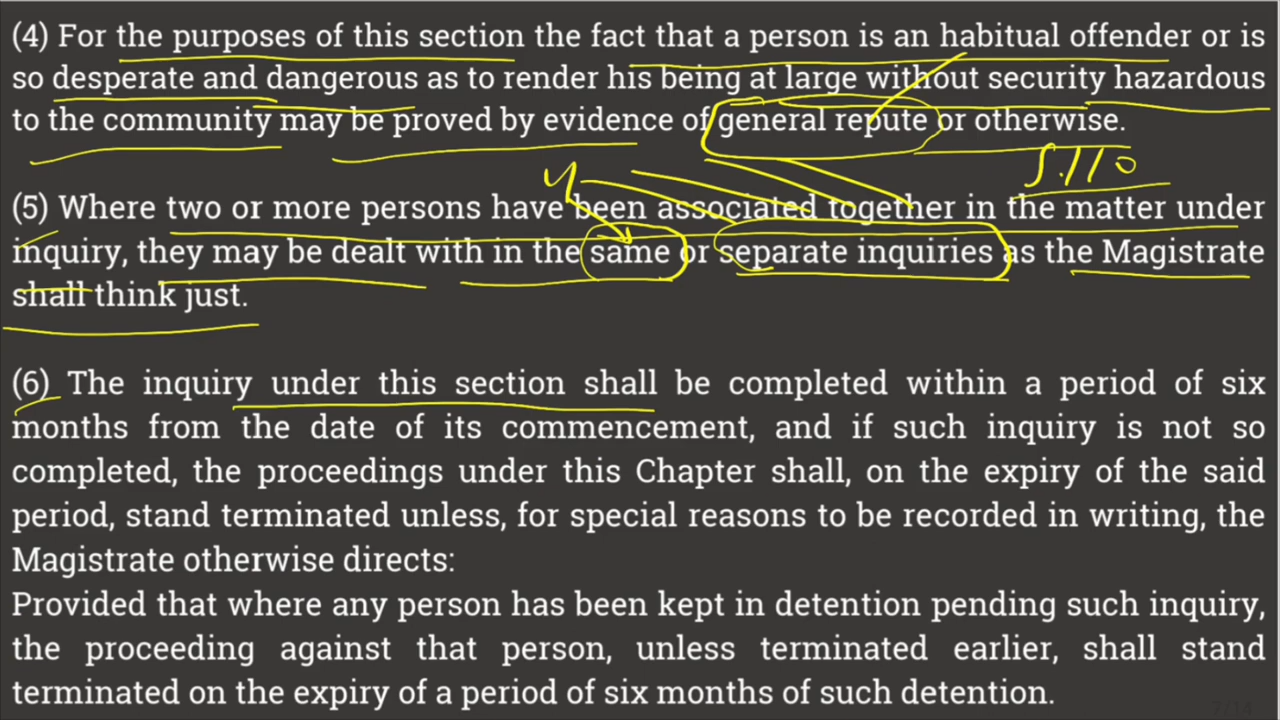 (4) For the purposes of this section the fact that a person is an habitual offender or is
so desperate and dangerous as to render his being at large without security hazardous
to the community may be proved by evidence of general repute or otherwise.
S.110
(5) Where two or more persons have been associated together in the matter under
inquiry, they may be dealt with in the same or separate inquiries as the Magistrate
shall think just.
(6) The inquiry under this section shall be completed within a period of six
months from the date of its commencement, and if such inquiry is not so
completed, the proceedings under this Chapter shall, on the expiry of the said
period, stand terminated unless, for special reasons to be recorded in writing, the
Magistrate otherwise directs:
Provided that where any person has been kept in detention pending such inquiry,
the proceeding against that person, unless terminated earlier, shall stand
terminated on the expiry of a period of six months of such detention.